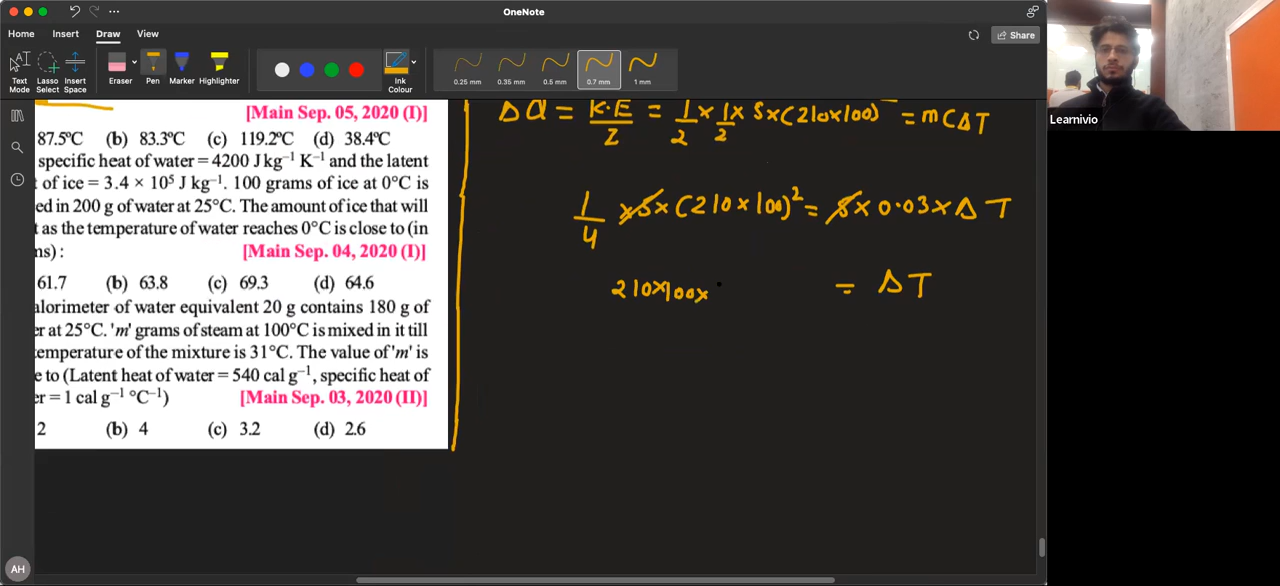 OneNote
Home Insert Draw View
Share
Text Mode
Lasso Select
Insert Space
Eraser
Pen
Marker
Highlighter
Ink Colour
0.25 mm 0.35 mm 0.5 mm 0.7 mm 1 mm
Learnivio
[Main Sep. 05, 2020 (I)]
87.5ºC (b) 83.3ºC (c) 119.2ºC (d) 38.4ºC
specific heat of water = 4200 J kg⁻¹ K⁻¹ and the latent
of ice = 3.4 × 10⁵ J kg⁻¹. 100 grams of ice at 0°C is
ed in 200 g of water at 25°C. The amount of ice that will
as the temperature of water reaches 0°C is close to (in
ms) : [Main Sep. 04, 2020 (I)]
61.7 (b) 63.8 (c) 69.3 (d) 64.6
alorimeter of water equivalent 20 g contains 180 g of
er at 25°C. 'm' grams of steam at 100°C is mixed in it till
temperature of the mixture is 31°C. The value of 'm' is
e to (Latent heat of water = 540 cal g⁻¹, specific heat of
er = 1 cal g⁻¹ °C⁻¹) [Main Sep. 03, 2020 (II)]
2 (b) 4 (c) 3.2 (d) 2.6
ΔQ = K.E/2 = 1/2 × 1/2 × 5 × (210×100) = mCΔT
1/4 × 5 × (210×100)² = 5 × 0.03 × ΔT
210×100× = ΔT
AH